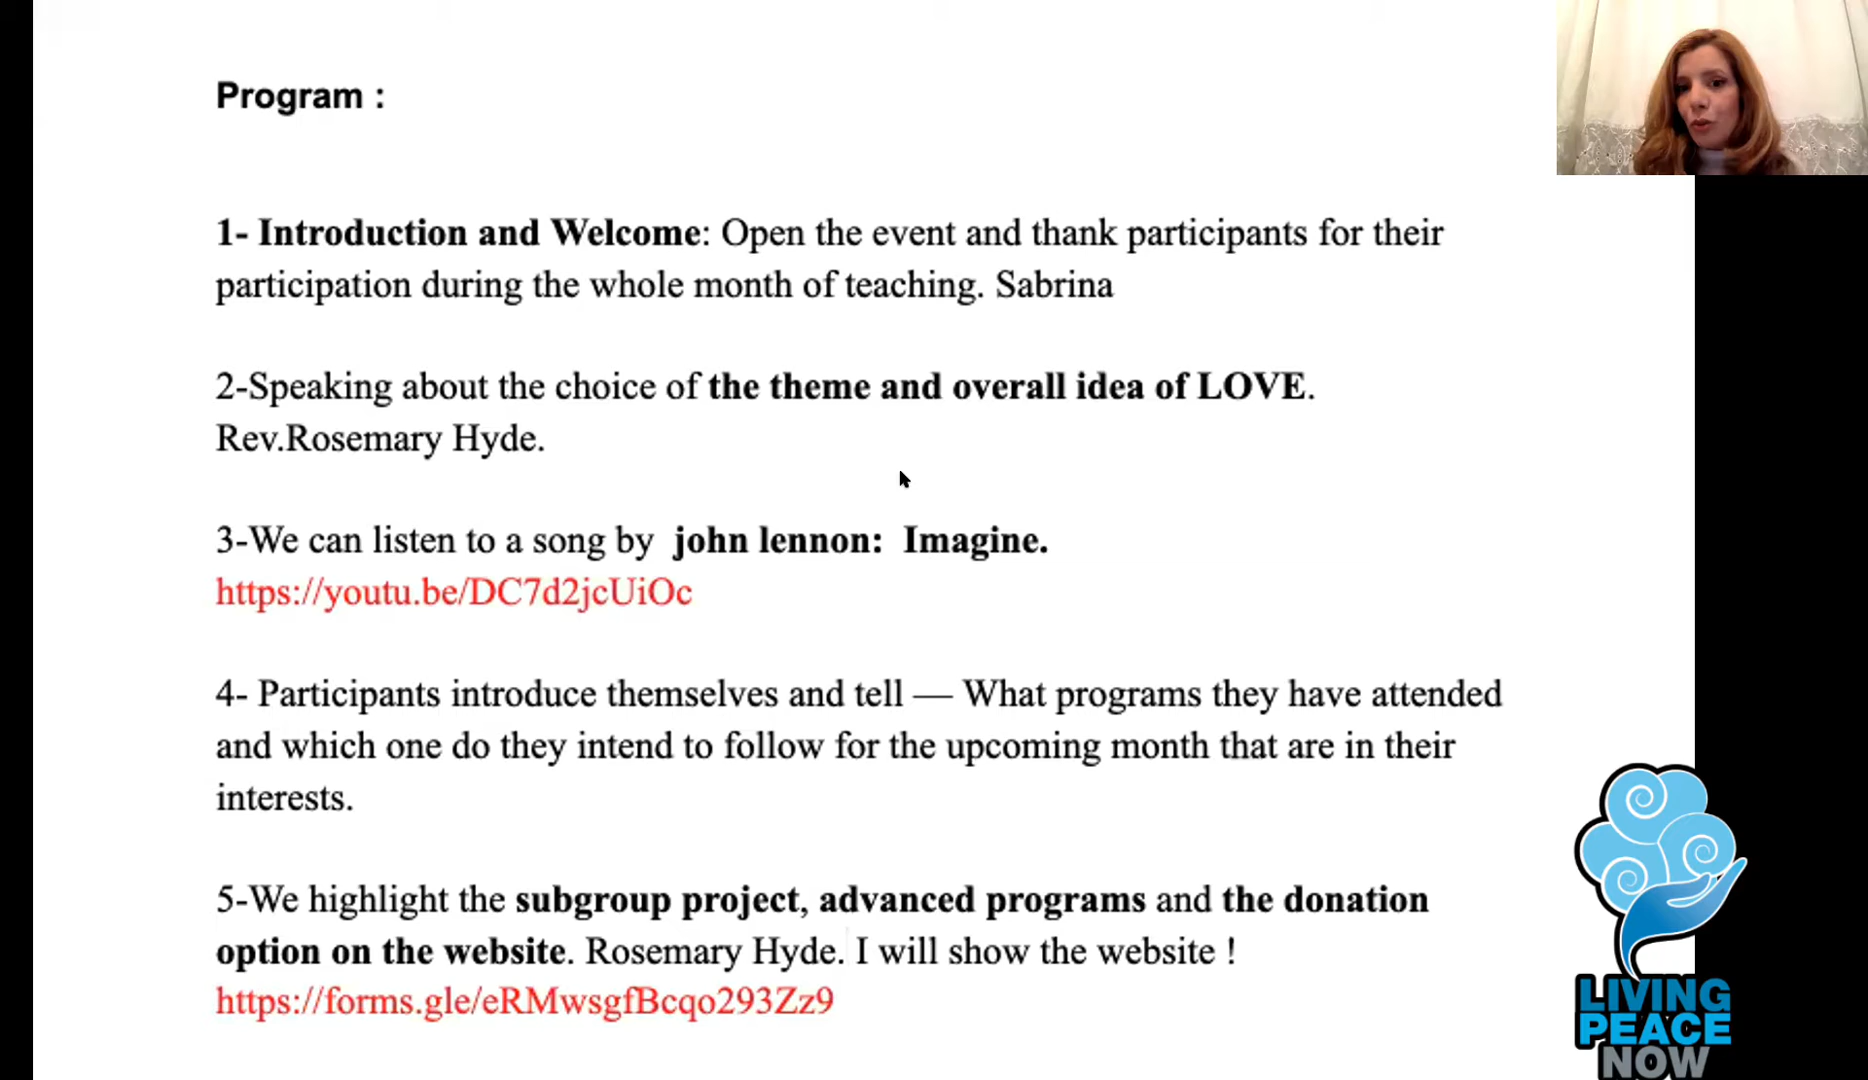 Program :
1- Introduction and Welcome: Open the event and thank participants for their
participation during the whole month of teaching. Sabrina
2-Speaking about the choice of the theme and overall idea of LOVE.
Rev.Rosemary Hyde.
3-We can listen to a song by john lennon: Imagine.
https://youtu.be/DC7d2jcUiOc
4- Participants introduce themselves and tell — What programs they have attended
and which one do they intend to follow for the upcoming month that are in their
interests.
5-We highlight the subgroup project, advanced programs and the donation
option on the website. Rosemary Hyde. I will show the website !
https://forms.gle/eRMwsgfBcqo293Zz9
LIVING
PEACE
NOW